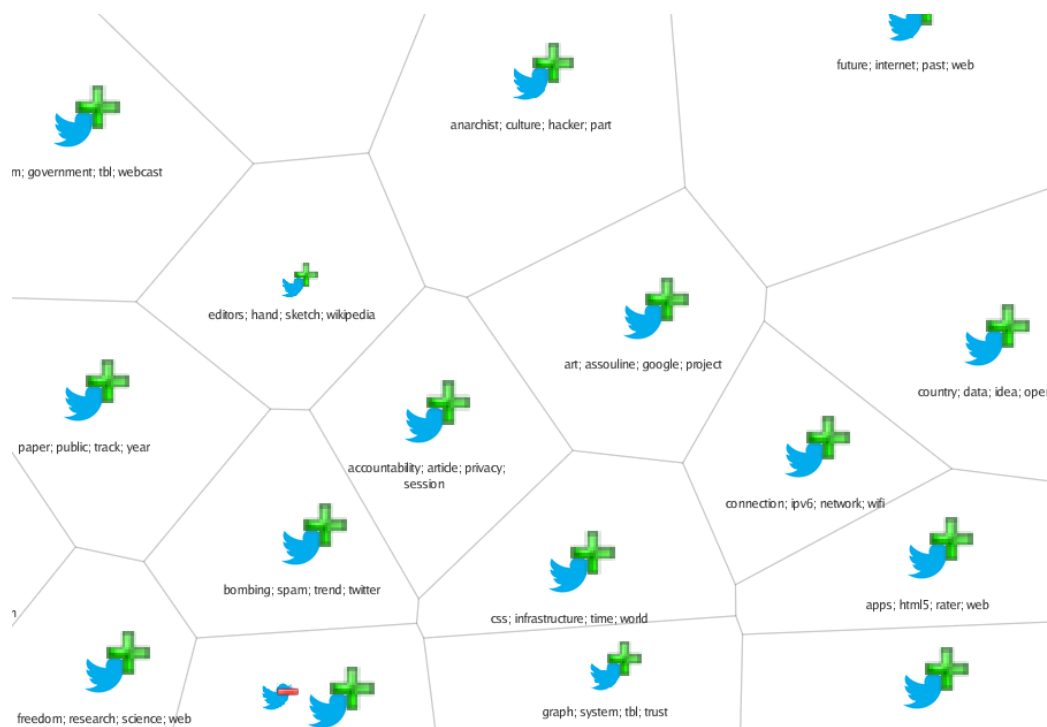 future; internet; past; web
anarchist; culture; hacker; part
government; tbl; webcast
editors; hand; sketch; wikipedia
art; assouline; google; project
country; data; idea;
paper; public; track; year
accountability; article; privacy;
session
connection; ipv6; network; wifi
bombing; spam; trend; twitter
apps; html5; rater; web
css; infrastructure; time; world
freedom; research; science; web
graph; system; tbl; trust